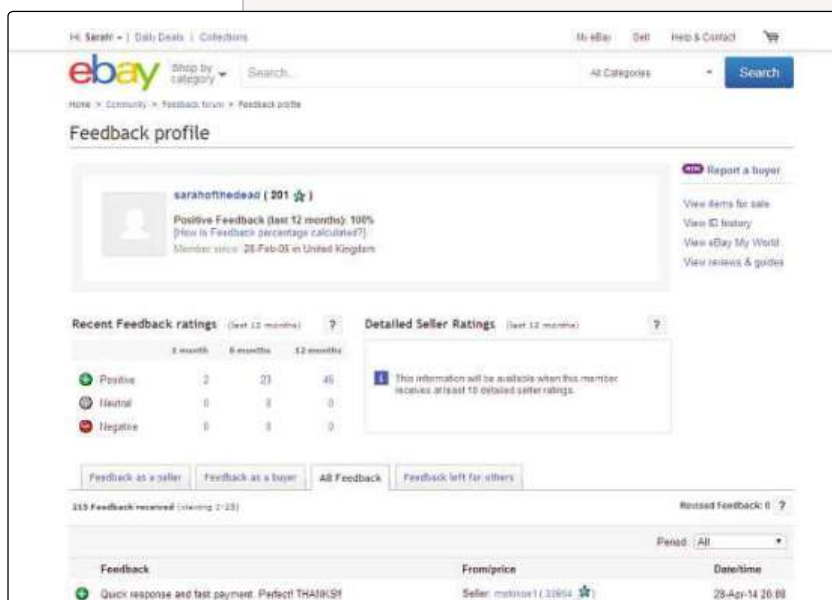 Hi, Sarah! | Daily Deals | Collections
My eBay Sell Help & Contact
ebay Shop by category Search... All Categories Search
Home > Community > Feedback forum > Feedback profile
Feedback profile
sarahofthedead ( 201 )
Positive Feedback (last 12 months): 100%
[How is Feedback percentage calculated?]
Member since: 28-Feb-05 in United Kingdom
Report a buyer
View items for sale
View ID history
View eBay My World
View reviews & guides
Recent Feedback ratings (last 12 months) ?
1 month 6 months 12 months
Positive 2 23
Neutral 0 0 0
Negative 0 0 0
Detailed Seller Ratings (last 12 months) ?
i This information will be available when this member
receives at least 10 detailed seller ratings.
Feedback as a seller Feedback as a buyer All Feedback Feedback left for others
Feedback received
Revised Feedback: 0 ?
Period: All
Feedback From/price Date/time
Quick response and fast payment. Perfect! THANKS!!
Seller:
28-Apr-14